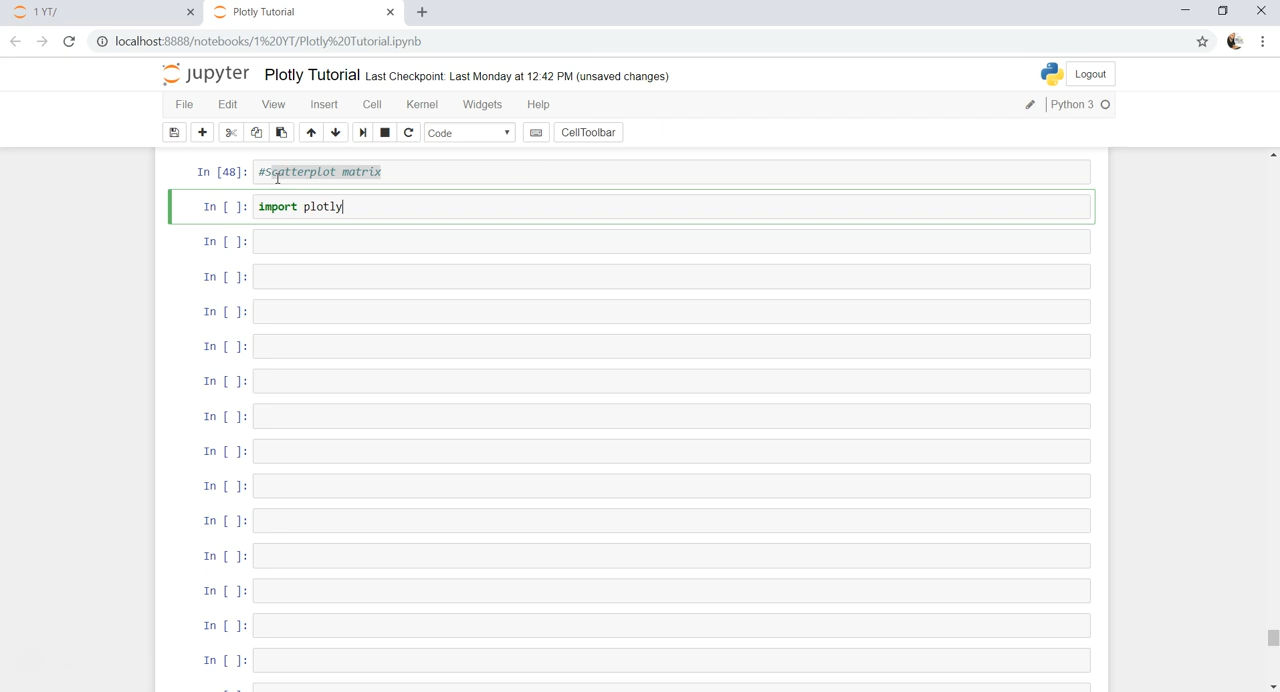 1 YT/
Plotly Tutorial
localhost:8888/notebooks/1%20YT/Plotly%20Tutorial.ipynb
jupyter Plotly Tutorial Last Checkpoint: Last Monday at 12:42 PM (unsaved changes)
Logout
File Edit View Insert Cell Kernel Widgets Help
Python 3
Code
CellToolbar
In [48]: #Scatterplot matrix
In [ ]: import plotly
In [ ]:
In [ ]:
In [ ]:
In [ ]:
In [ ]:
In [ ]:
In [ ]:
In [ ]:
In [ ]:
In [ ]:
In [ ]:
In [ ]:
In [ ]: